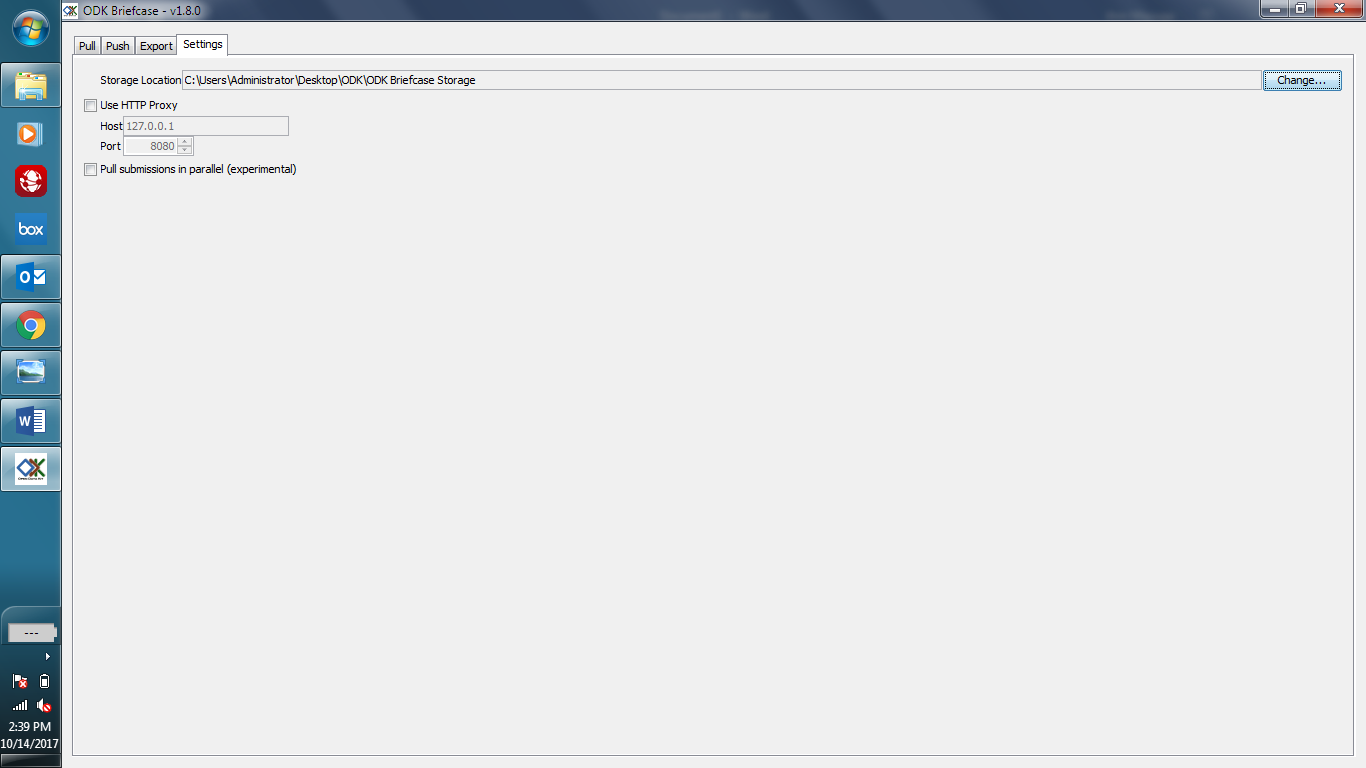 ODK Briefcase - v1.8.0
Pull Push Export Settings
Storage Location C:\Users\Administrator\Desktop\ODK\ODK Briefcase Storage Change...
Use HTTP Proxy
Host 127.0.0.1
Port 8080
Pull submissions in parallel (experimental)
box
O
W
---
2:39 PM
10/14/2017